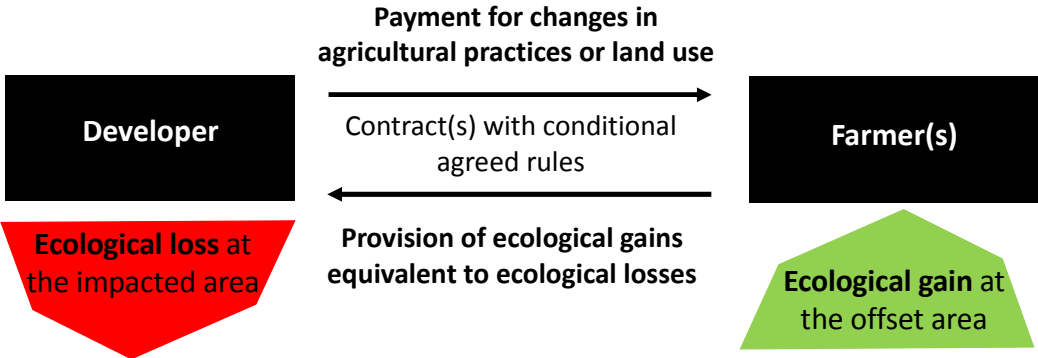 Payment for changes in
agricultural practices or land use
Developer
Contract(s) with conditional
agreed rules
Farmer(s)
Ecological loss at
the impacted area
Provision of ecological gains
equivalent to ecological losses
Ecological gain at
the offset area